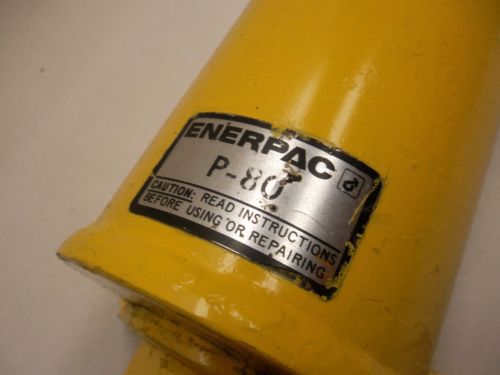 ENERPAC
P-80
CAUTION: READ INSTRUCTIONS
BEFORE USING OR REPAIRING